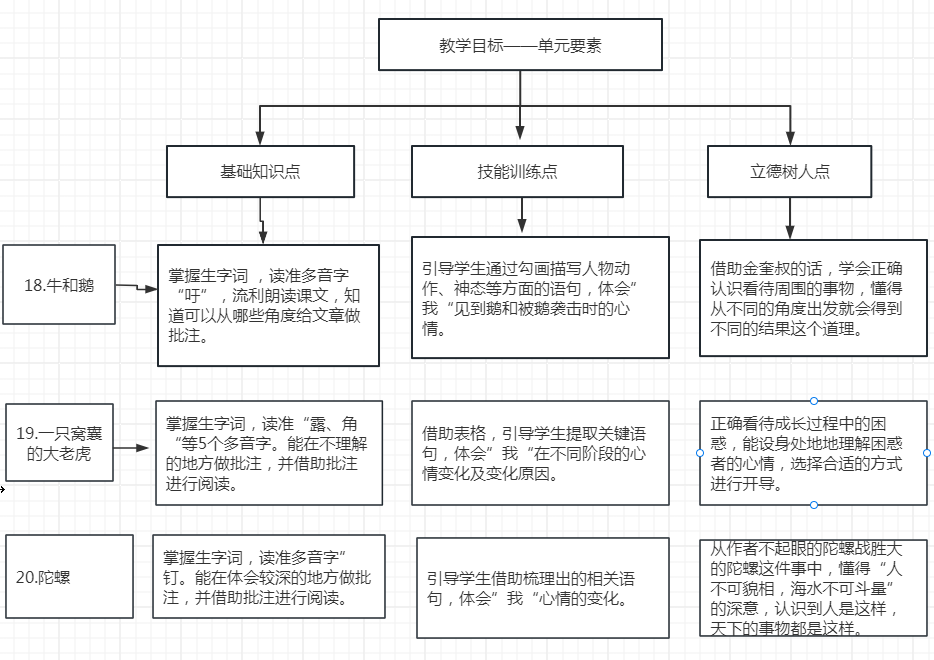 教学目标——单元要素
基础知识点
技能训练点
立德树人点
18.牛和鹅
掌握生字词 ，读准多音字
“吁”，流利朗读课文，知
道可以从哪些角度给文章做
批注。
引导学生通过勾画描写人物动
作、神态等方面的语句，体会”
我“见到鹅和被鹅袭击时的心
情。
借助金奎叔的话，学会正确
认识看待周围的事物，懂得
从不同的角度出发就会得到
不同的结果这个道理。
19.一只窝囊
的大老虎
掌握生字词，读准“露、角
“等5个多音字。能在不理解
的地方做批注，并借助批注
进行阅读。
借助表格，引导学生提取关键语
句，体会”我“在不同阶段的心
情变化及变化原因。
正确看待成长过程中的困
惑，能设身处地地理解困惑
者的心情，选择合适的方式
进行开导。
20.陀螺
掌握生字词，读准多音字”
钉。能在体会较深的地方做批
注，并借助批注进行阅读。
引导学生借助梳理出的相关语
句，体会”我“心情的变化。
从作者不起眼的陀螺战胜大
的陀螺这件事中，懂得“人
不可貌相，海水不可斗量”
的深意，认识到人是这样，
天下的事物都是这样。